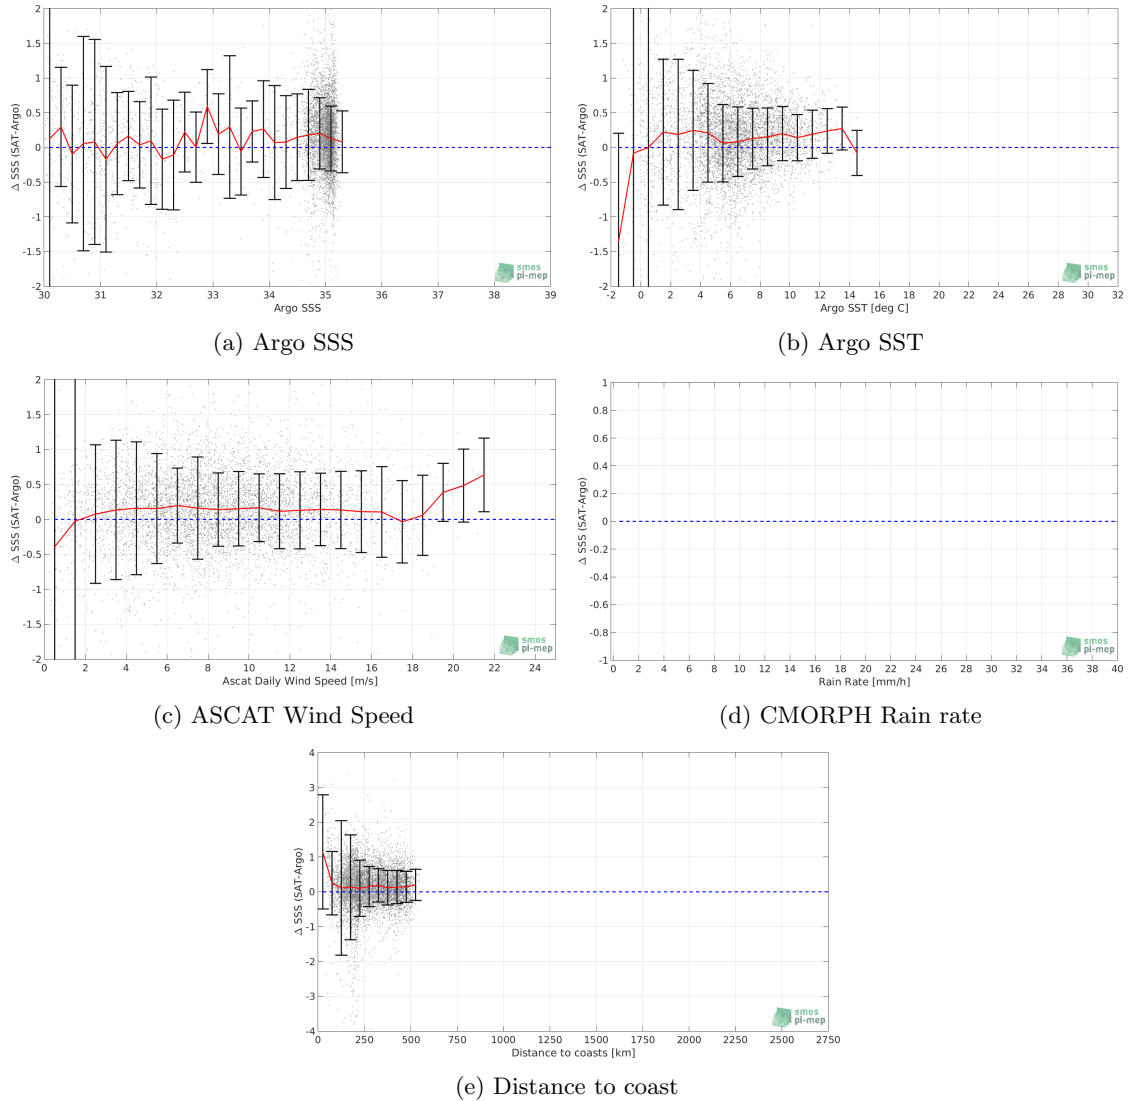 2
1.5
1
0.5
0
-0.5
-1
-1.5
-2
Δ SSS (SAT-Argo)
30 31 32 33 34 35 36 37 38 39
Argo SSS
smos
pi-mep
(a) Argo SSS
2
1.5
1
0.5
0
-0.5
-1
-1.5
-2
Δ SSS (SAT-Argo)
-2 0 2 4 6 8 10 12 14 16 18 20 22 24 26 28 30 32
Argo SST [deg C]
smos
pi-mep
(b) Argo SST
2
1.5
1
0.5
0
-0.5
-1
-1.5
-2
Δ SSS (SAT-Argo)
0 2 4 6 8 10 12 14 16 18 20 22 24
Ascat Daily Wind Speed [m/s]
smos
pi-mep
(c) ASCAT Wind Speed
1
0.8
0.6
0.4
0.2
0
-0.2
-0.4
-0.6
-0.8
-1
Δ SSS (SAT-Argo)
0 2 4 6 8 10 12 14 16 18 20 22 24 26 28 30 32 34 36 38 40
Rain Rate [mm/h]
smos
pi-mep
(d) CMORPH Rain rate
4
3
2
1
0
-1
-2
-3
-4
Δ SSS (SAT-Argo)
0 250 500 750 1000 1250 1500 1750 2000 2250 2500 2750
Distance to coasts [km]
smos
pi-mep
(e) Distance to coast